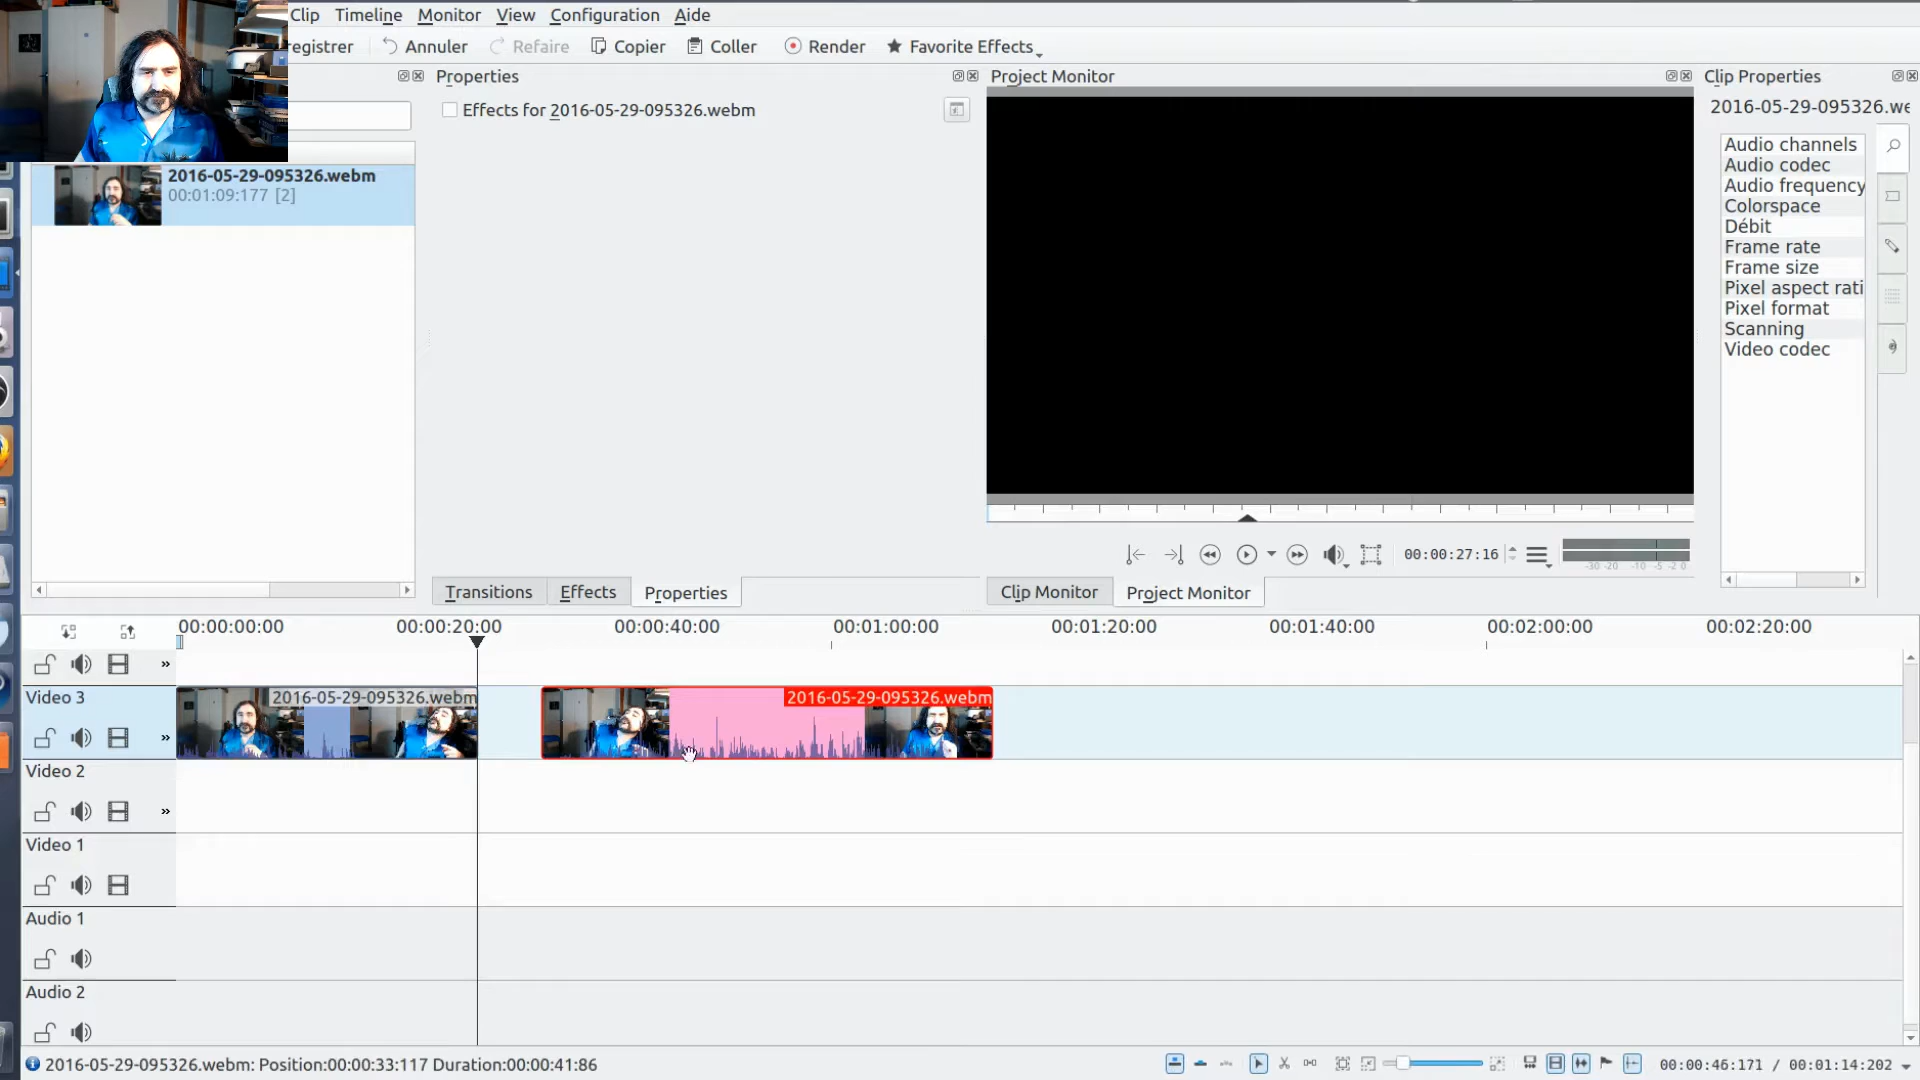 Clip Timeline Monitor View Configuration Aide
registrer Annuler Refaire Copier Coller Render Favorite Effects
Properties Project Monitor Clip Properties
Effects for 2016-05-29-095326.webm
2016-05-29-095326.we
Audio channels
Audio codec
Audio frequency
Colorspace
Débit
Frame rate
Frame size
Pixel aspect rati
Pixel format
Scanning
Video codec
2016-05-29-095326.webm
00:01:09:177 [2]
00:00:27:16
-30 -20 -10 -5 -2 0
Transitions Effects Properties Clip Monitor Project Monitor
00:00:00:00 00:00:20:00 00:00:40:00 00:01:00:00 00:01:20:00 00:01:40:00 00:02:00:00 00:02:20:00
Video 3 2016-05-29-095326.webm 2016-05-29-095326.webm
Video 2
Video 1
Audio 1
Audio 2
2016-05-29-095326.webm: Position:00:00:33:117 Duration:00:00:41:86 00:00:46:171 / 00:01:14:202